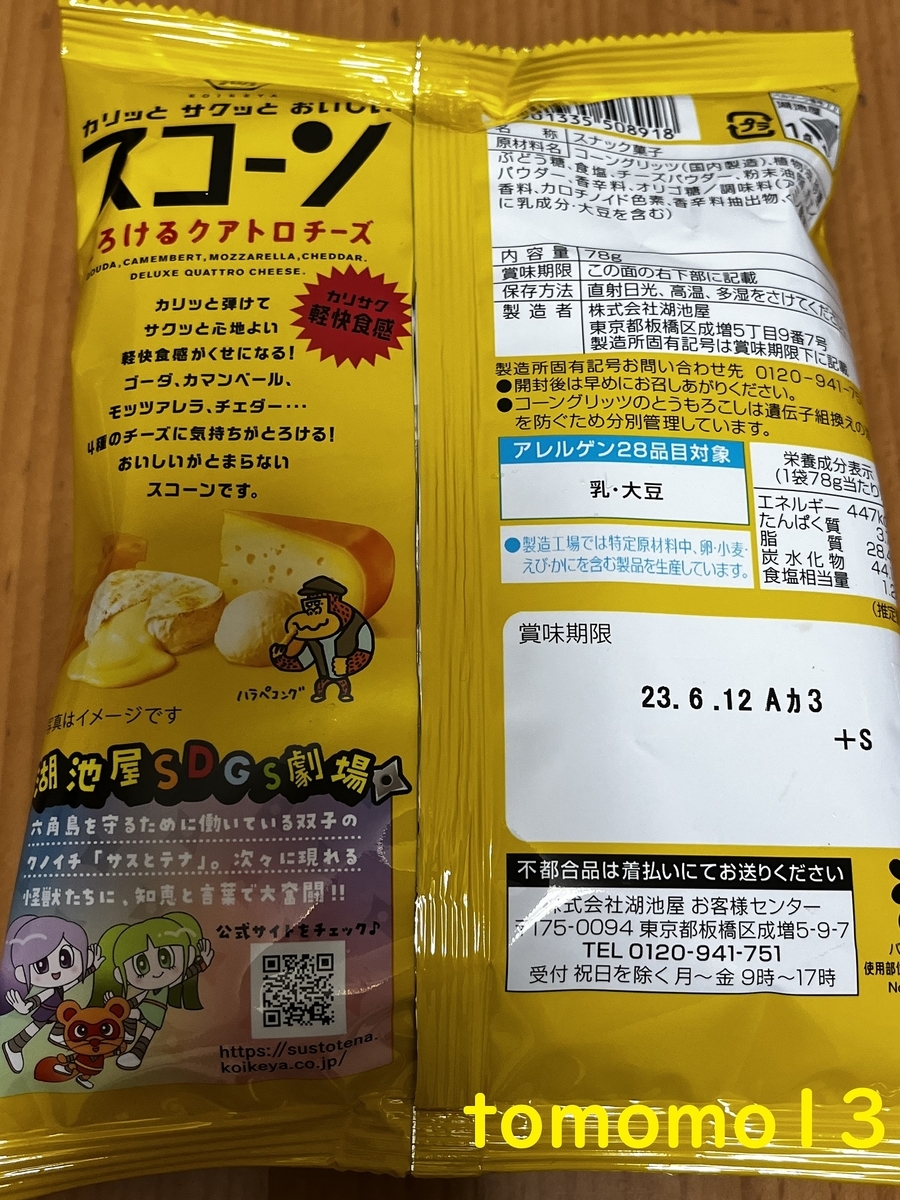 KOIKEYA
カリッと サクッと おいしい
スコーン
ろけるクアトロチーズ
GOUDA, CAMEMBERT, MOZZARELLA, CHEDDAR.
DELUXE QUATTRO CHEESE.
カリサク
軽快食感
カリッと弾けて
サクッと心地よい
軽快食感がくせになる!
ゴーダ、カマンベール、
モッツァレラ、チェダー…
4種のチーズに気持ちがとろける!
おいしいがとまらない
スコーンです。
ハラペコング
写真はイメージです
湖池屋SDGs劇場
六角島を守るために働いている双子の
クノイチ「サスとテナ」。次々に現れる
怪獣たちに、知恵と言葉で大奮闘!!
公式サイトをチェック♪
https://sustotena.
koikeya.co.jp/
01335 508918
プラ
湖池屋
名 称 スナック菓子
原材料名 コーングリッツ(国内製造)、植物
ぶどう糖、食塩、チーズパウダー、粉末油
パウダー、香辛料、オリゴ糖/調味料(ア
香料、カロチノイド色素、香辛料抽出物、
に乳成分・大豆を含む)
内容量 78g
賞味期限 この面の右下部に記載
保存方法 直射日光、高温、多湿をさけてくださ
製造者 株式会社湖池屋
東京都板橋区成増5丁目9番7号
製造所固有記号は賞味期限下に記載
製造所固有記号お問い合わせ先 0120-941-75
●開封後は早めにお召しあがりください。
●コーングリッツのとうもろこしは遺伝子組換えの
を防ぐため分別管理しています。
アレルゲン28品目対象
乳・大豆
●製造工場では特定原材料中、卵・小麦・
えび・かにを含む製品を生産しています。
栄養成分表示
(1袋78g当たり
エネルギー 447k
たんぱく質 3.
脂質 28.
炭水化物 44.
食塩相当量 1.
(推定
賞味期限
23.6.12 Aカ3
+S
不都合品は着払いにてお送りください
株式会社湖池屋 お客様センター
〒175-0094 東京都板橋区成増5-9-7
TEL 0120-941-751
受付 祝日を除く月〜金 9時〜17時
使用部
No
tomomo13